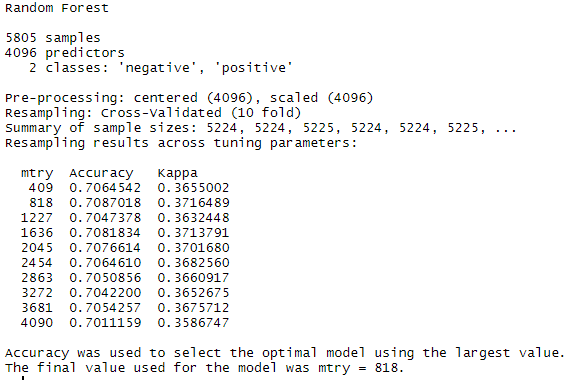 Random Forest
5805 samples
4096 predictors
2 classes: 'negative', 'positive'
Pre-processing: centered (4096), scaled (4096)
Resampling: Cross-Validated (10 fold)
Summary of sample sizes: 5224, 5224, 5225, 5224, 5224, 5225, ...
Resampling results across tuning parameters:
mtry Accuracy Kappa
409 0.7064542 0.3655002
818 0.7087018 0.3716489
1227 0.7047378 0.3632448
1636 0.7081834 0.3713791
2045 0.7076614 0.3701680
2454 0.7064610 0.3682560
2863 0.7050856 0.3660917
3272 0.7042200 0.3652675
3681 0.7054257 0.3675712
4090 0.7011159 0.3586747
Accuracy was used to select the optimal model using the largest value.
The final value used for the model was mtry = 818.